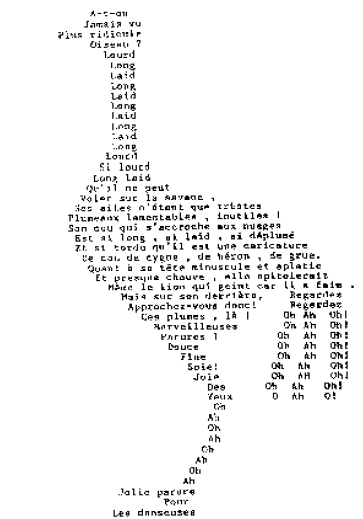 A-t-on
Jamais vu
Plus ridicule
Oiseau ?
Lourd
Long
Laid
Long
Laid
Long
Laid
Long
Laid
Long
Lourd
Si lourd
Long Laid
Qu'il ne peut
Voler sur la savane ,
Ses ailes n'étant que tristes
Plumeaux lamentables , inutiles !
Son cou qui s'accroche aux nuages
Est si long , si laid , si déplumé
Et si tordu qu'il est une caricature
De cou de cygne , de héron , de grue.
Quant à sa tête minuscule et aplatie
Et presque chauve , elle apitoierait
Même le lion qui geint car il a faim .
Mais sur son derrière, Regardez
Approchez-vous donc! Regardez
Ces plumes , là ! Oh Ah Oh!
Merveilleuses Oh Ah Oh!
Parures ! Oh Ah Oh!
Douce Oh Ah Oh!
Fine Oh Ah Oh!
Soie! Oh Ah Oh!
Joie Oh AH Oh!
Des Oh Ah Oh!
Yeux O Ah O!
Oh
Ah
Oh
Ah
Oh
Ah
Oh
Ah
Jolie parure
Pour
Les danseuses